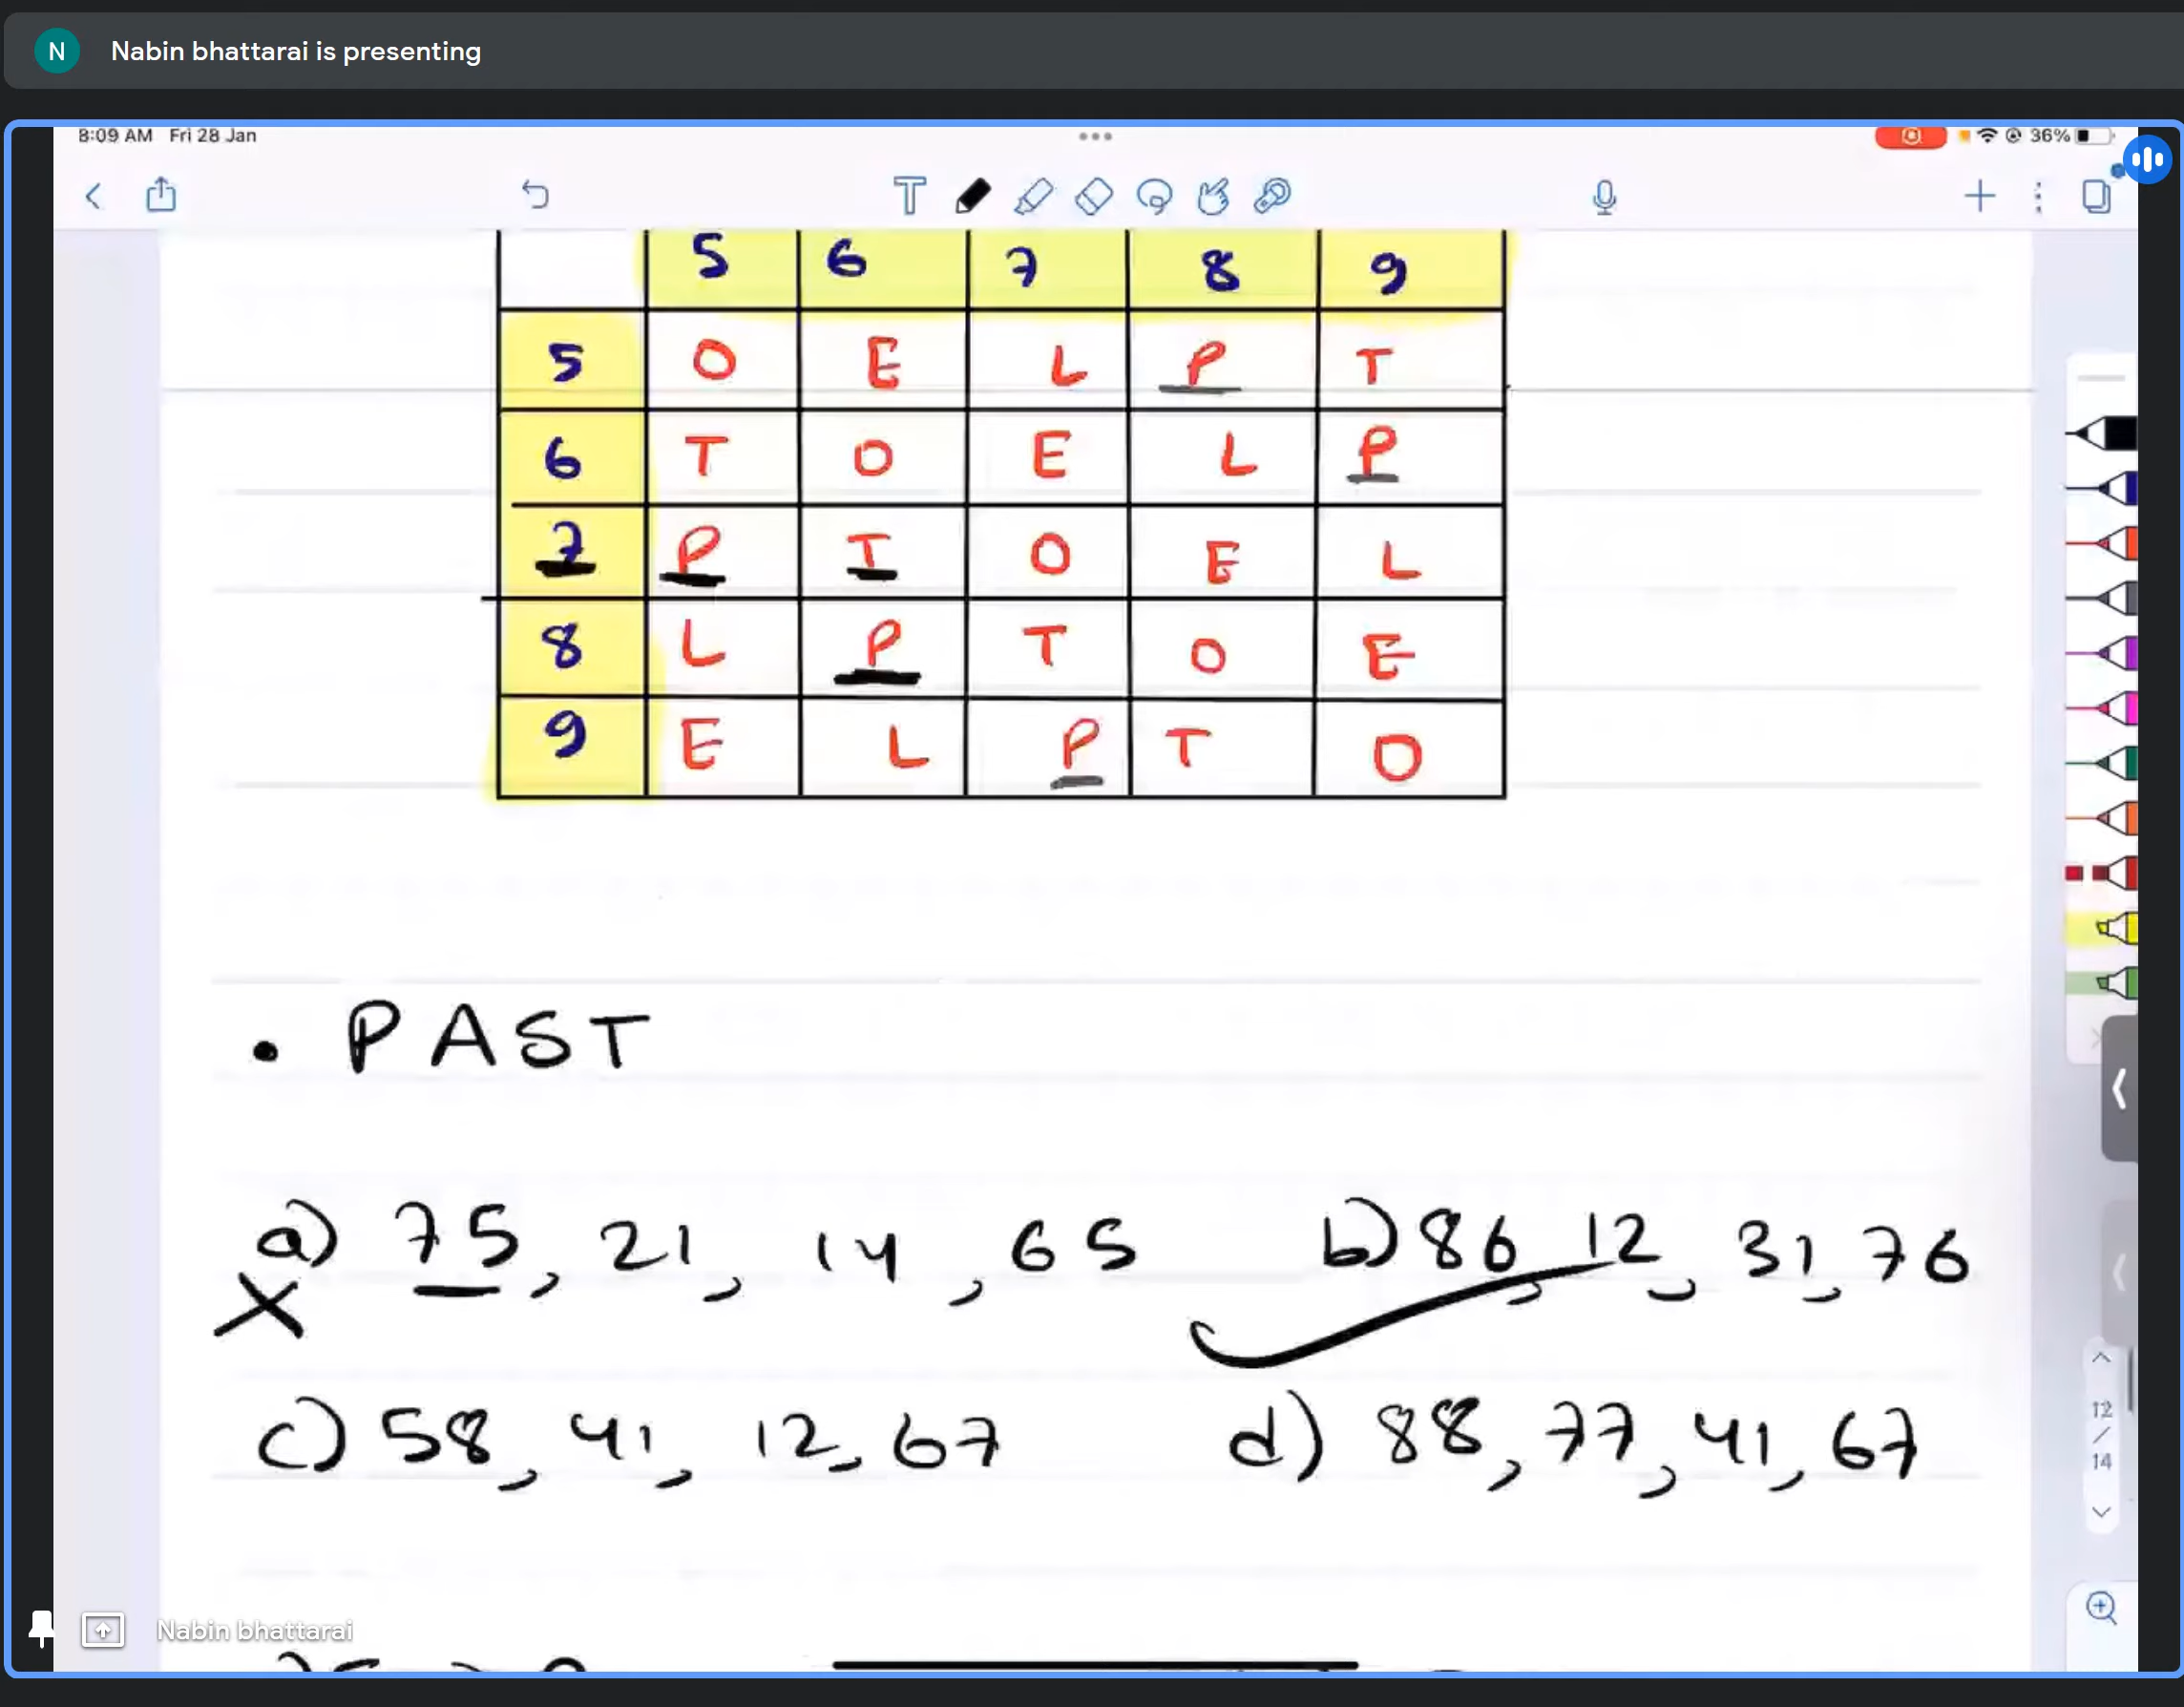 N Nabin bhattarai is presenting
8:09 AM Fri 28 Jan 36%
T
5 6 7 8 9
5 O E L P T
6 T O E L P
7 P I O E L
8 L P T O E
9 E L P T O
• PAST
a) 75, 21, 14, 65 b) 86, 12, 31, 76
X
c) 58, 41, 12, 67 d) 88, 77, 41, 67
12
/
14
Nabin bhattarai